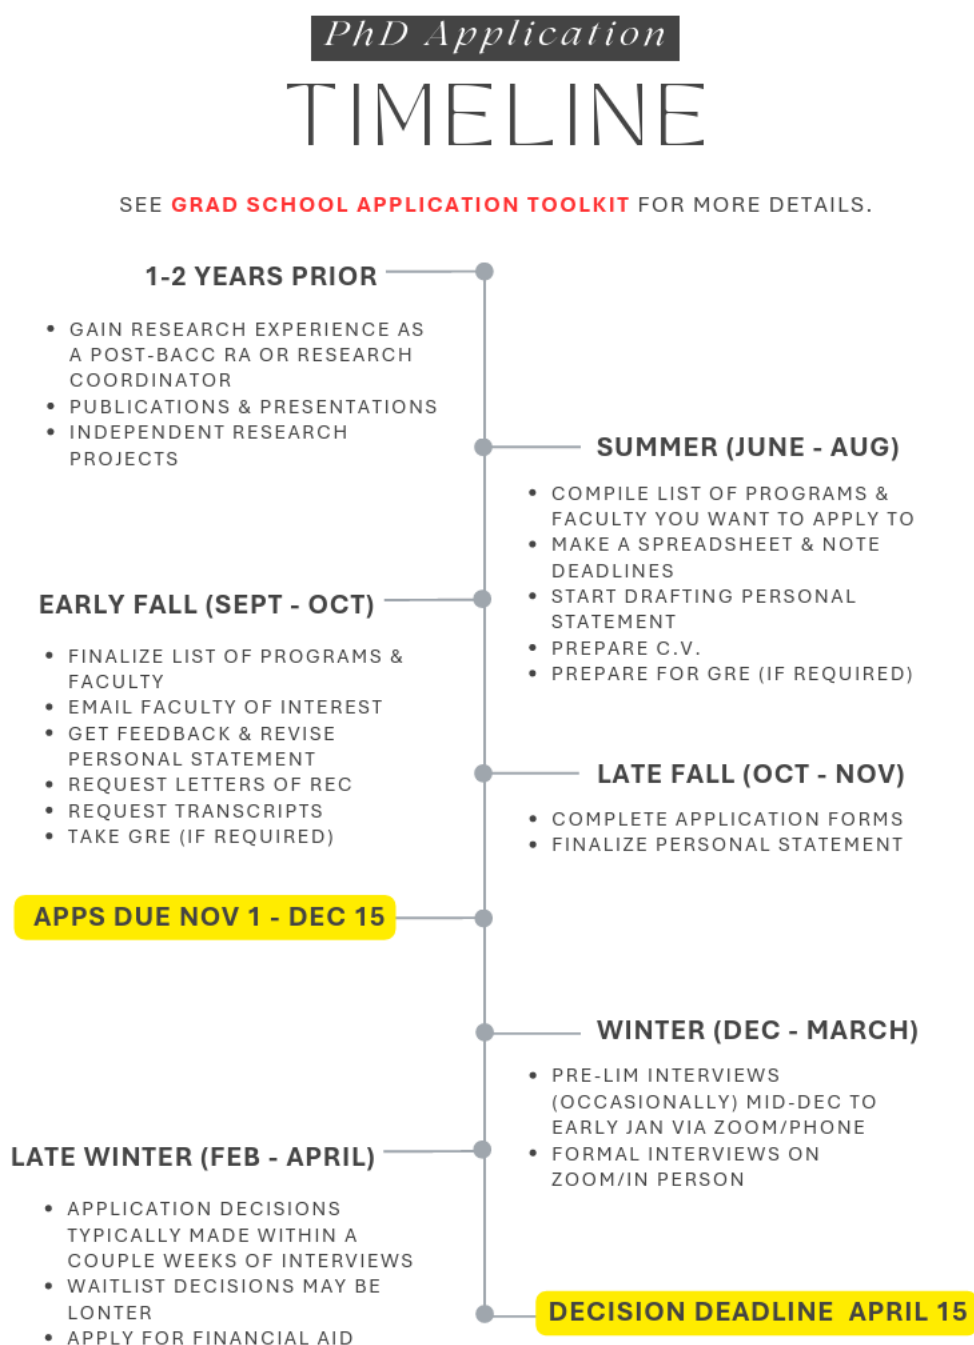 PhD Application
TIMELINE
SEE GRAD SCHOOL APPLICATION TOOLKIT FOR MORE DETAILS.
1-2 YEARS PRIOR
• GAIN RESEARCH EXPERIENCE AS
A POST-BACC RA OR RESEARCH
COORDINATOR
• PUBLICATIONS & PRESENTATIONS
• INDEPENDENT RESEARCH
PROJECTS
SUMMER (JUNE - AUG)
• COMPILE LIST OF PROGRAMS &
FACULTY YOU WANT TO APPLY TO
• MAKE A SPREADSHEET & NOTE
DEADLINES
• START DRAFTING PERSONAL
STATEMENT
• PREPARE C.V.
• PREPARE FOR GRE (IF REQUIRED)
EARLY FALL (SEPT - OCT)
• FINALIZE LIST OF PROGRAMS &
FACULTY
• EMAIL FACULTY OF INTEREST
• GET FEEDBACK & REVISE
PERSONAL STATEMENT
• REQUEST LETTERS OF REC
• REQUEST TRANSCRIPTS
• TAKE GRE (IF REQUIRED)
LATE FALL (OCT - NOV)
• COMPLETE APPLICATION FORMS
• FINALIZE PERSONAL STATEMENT
APPS DUE NOV 1 - DEC 15
WINTER (DEC - MARCH)
• PRE-LIM INTERVIEWS
(OCCASIONALLY) MID-DEC TO
EARLY JAN VIA ZOOM/PHONE
• FORMAL INTERVIEWS ON
ZOOM/IN PERSON
LATE WINTER (FEB - APRIL)
• APPLICATION DECISIONS
TYPICALLY MADE WITHIN A
COUPLE WEEKS OF INTERVIEWS
• WAITLIST DECISIONS MAY BE
LONTER
• APPLY FOR FINANCIAL AID
DECISION DEADLINE APRIL 15